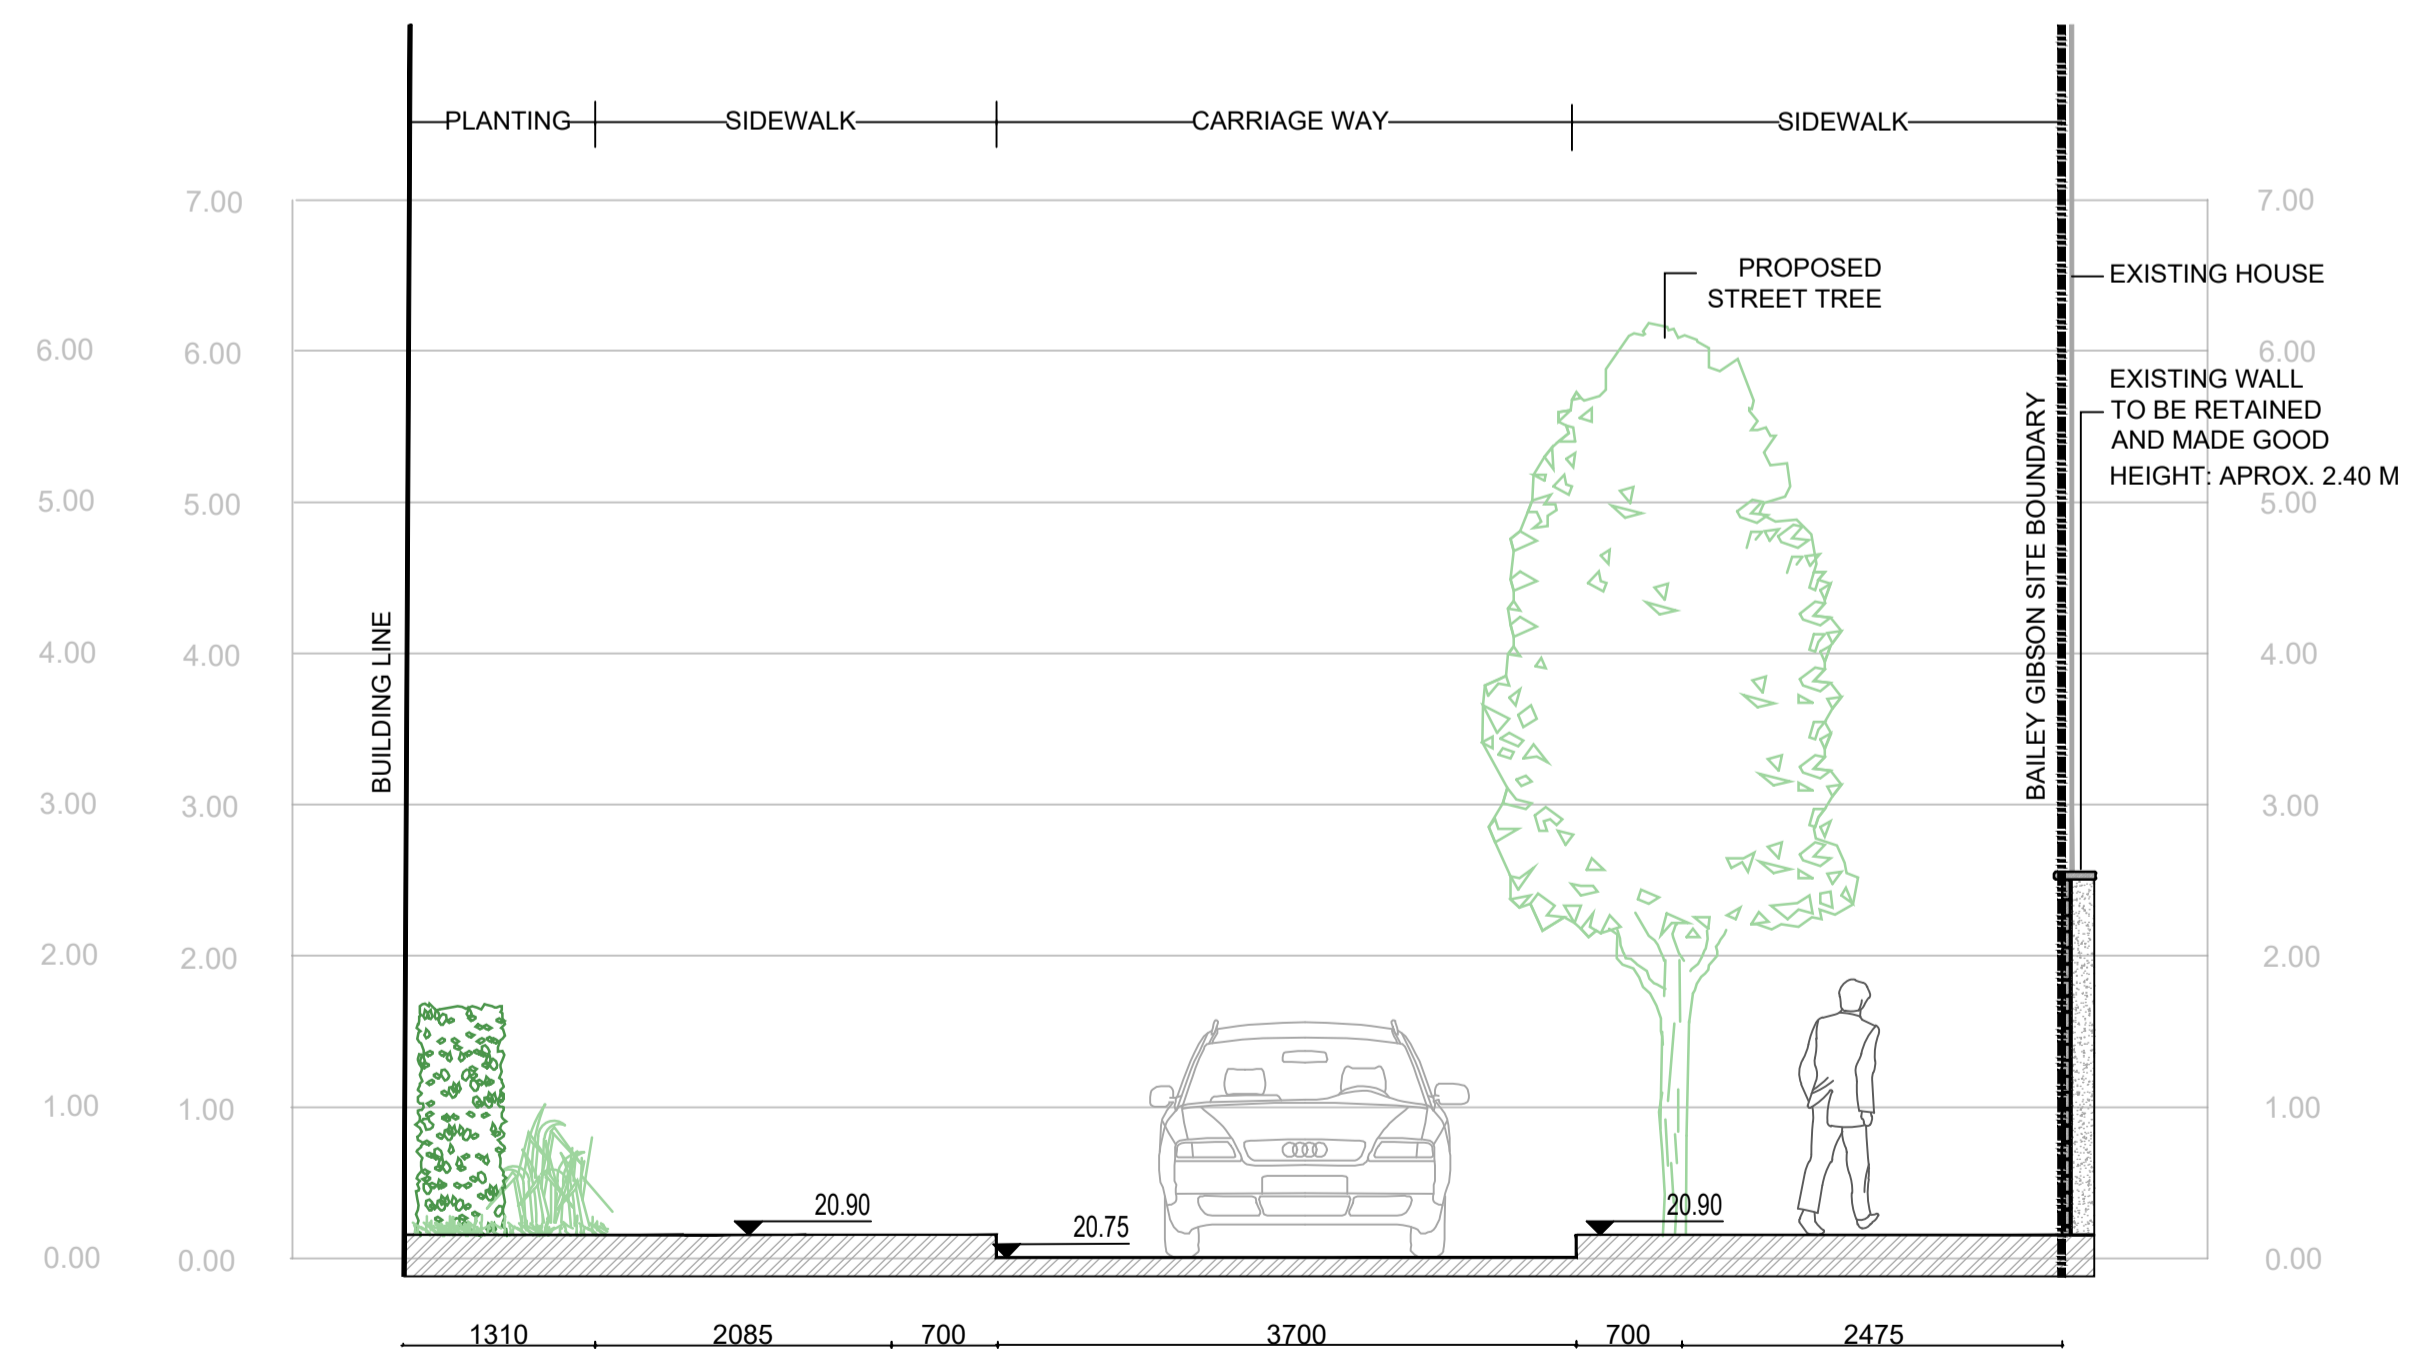 PLANTING SIDEWALK CARRIAGE WAY SIDEWALK
7.00 7.00
PROPOSED
STREET TREE
EXISTING HOUSE
6.00 6.00 6.00
EXISTING WALL
TO BE RETAINED
AND MADE GOOD
HEIGHT: APROX. 2.40 M
5.00 5.00 5.00
BUILDING LINE
BAILEY GIBSON SITE BOUNDARY
4.00 4.00 4.00
3.00 3.00 3.00
2.00 2.00 2.00
1.00 1.00 1.00
20.90 20.90
20.75
0.00 0.00 0.00
1310 2085 700 3700 700 2475